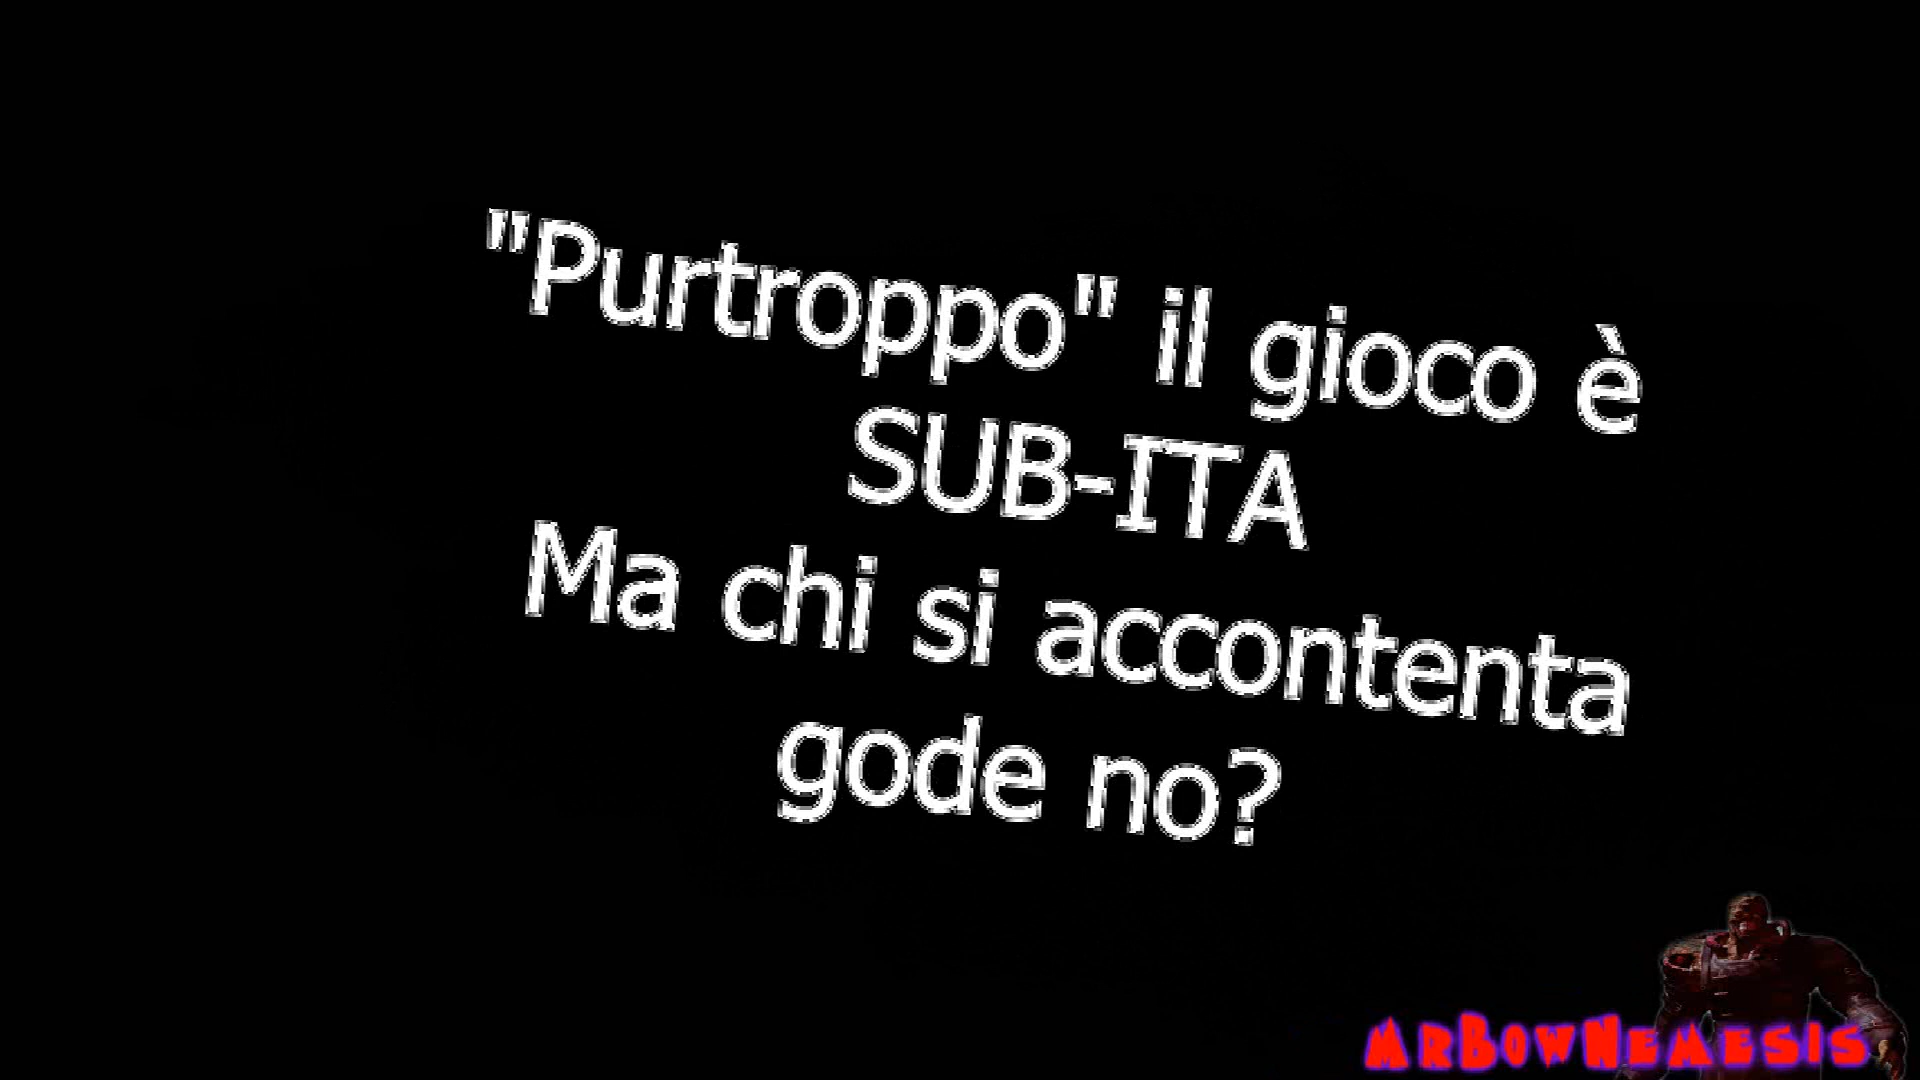 "Purtroppo" il gioco è
SUB-ITA
Ma chi si accontenta
gode no?
MrBowNemesis